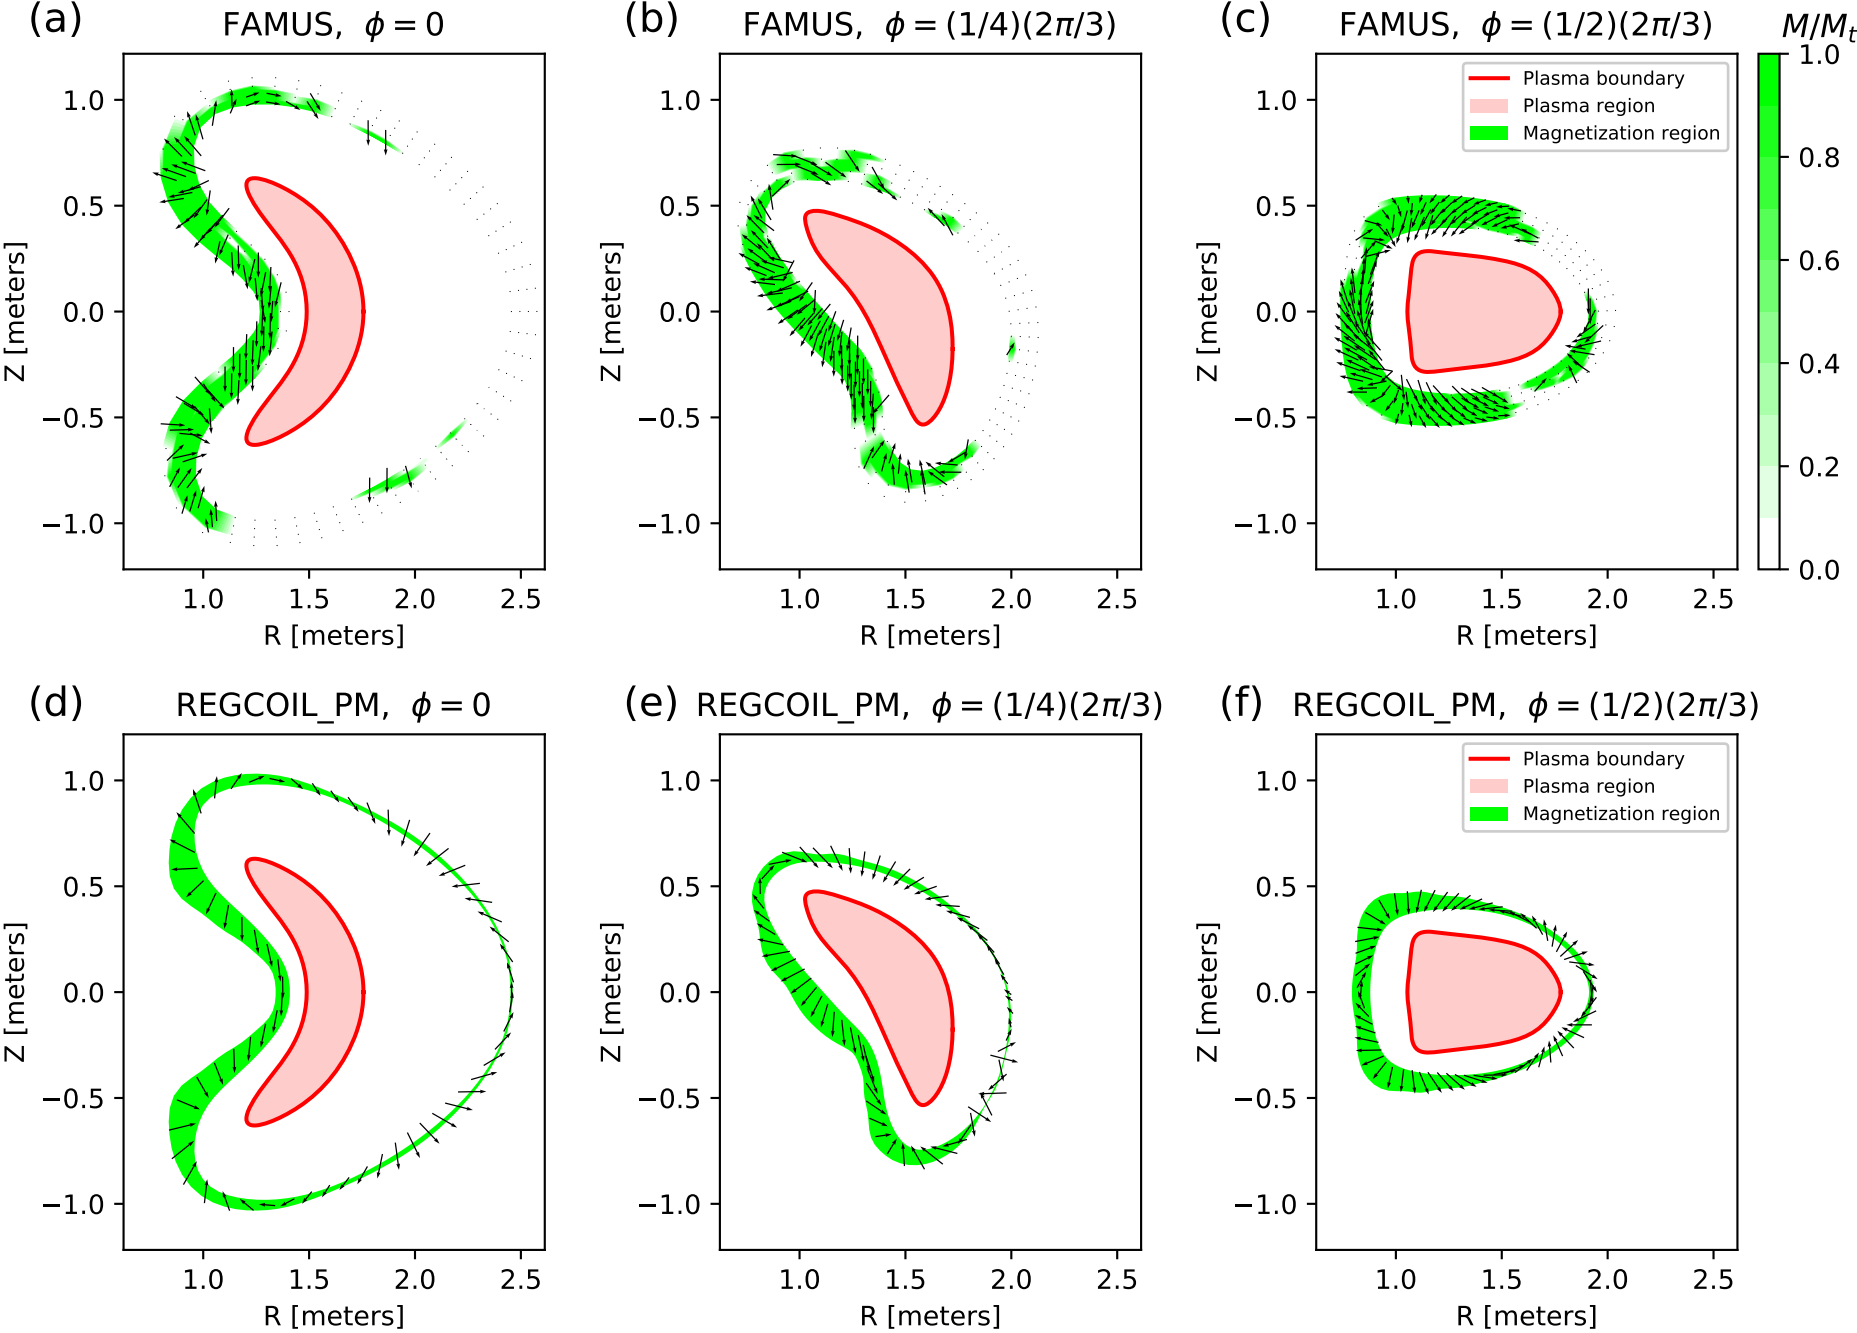 (a)
FAMUS, ϕ = 0
(b)
FAMUS, ϕ = (1/4)(2π/3)
(c)
FAMUS, ϕ = (1/2)(2π/3)
M/Mₜ
Z [meters]
1.0
0.5
0.0
−0.5
−1.0
1.0 1.5 2.0 2.5
R [meters]
Z [meters]
1.0
0.5
0.0
−0.5
−1.0
1.0 1.5 2.0 2.5
R [meters]
Z [meters]
1.0
0.5
0.0
−0.5
−1.0
1.0 1.5 2.0 2.5
R [meters]
Plasma boundary
Plasma region
Magnetization region
1.0
0.8
0.6
0.4
0.2
0.0
(d)
REGCOIL_PM, ϕ = 0
(e)
REGCOIL_PM, ϕ = (1/4)(2π/3)
(f)
REGCOIL_PM, ϕ = (1/2)(2π/3)
Z [meters]
1.0
0.5
0.0
−0.5
−1.0
1.0 1.5 2.0 2.5
R [meters]
Z [meters]
1.0
0.5
0.0
−0.5
−1.0
1.0 1.5 2.0 2.5
R [meters]
Z [meters]
1.0
0.5
0.0
−0.5
−1.0
1.0 1.5 2.0 2.5
R [meters]
Plasma boundary
Plasma region
Magnetization region